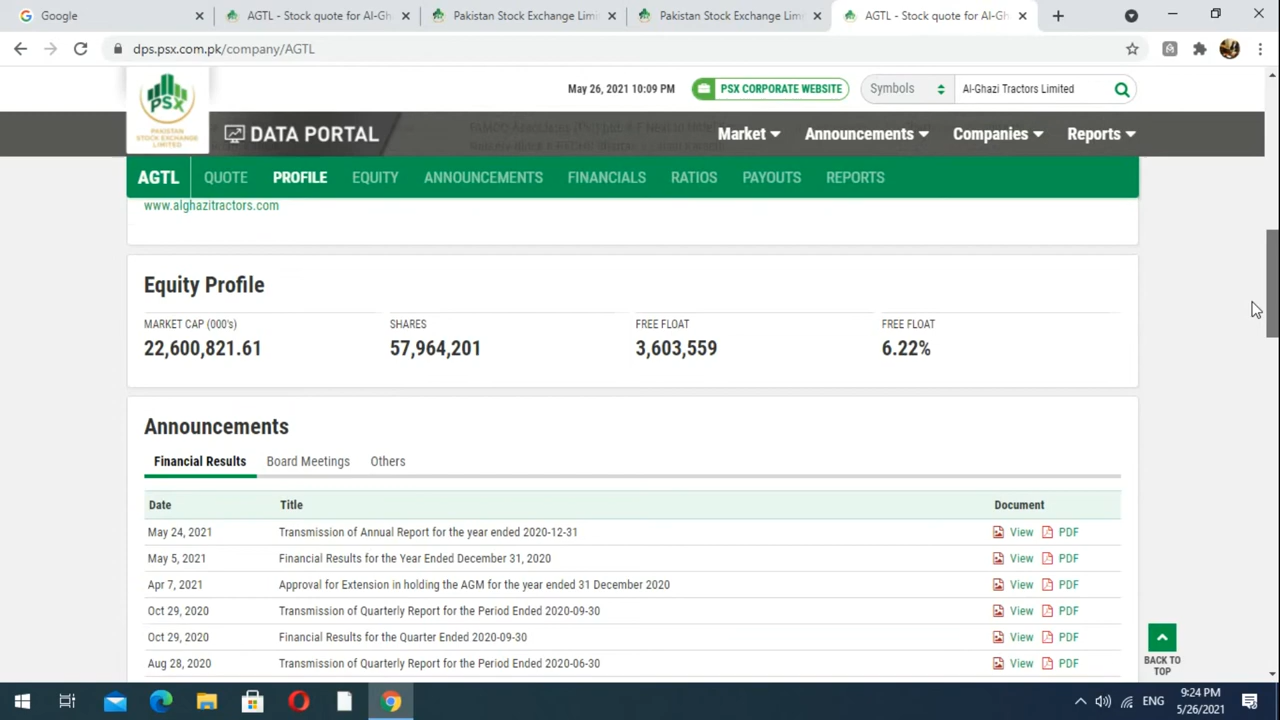 Google
AGTL - Stock quote for Al-Gh
Pakistan Stock Exchange Limi
Pakistan Stock Exchange Limi
AGTL - Stock quote for Al-Gh
dps.psx.com.pk/company/AGTL
PSX
PAKISTAN
STOCK EXCHANGE
LIMITED
May 26, 2021 10:09 PM
PSX CORPORATE WEBSITE
Symbols
Al-Ghazi Tractors Limited
DATA PORTAL
Market
Announcements
Companies
Reports
AGTL QUOTE PROFILE EQUITY ANNOUNCEMENTS FINANCIALS RATIOS PAYOUTS REPORTS
www.alghazitractors.com
Equity Profile
MARKET CAP (000's) SHARES FREE FLOAT FREE FLOAT
22,600,821.61 57,964,201 3,603,559 6.22%
Announcements
Financial Results Board Meetings Others
Date Title Document
May 24, 2021 Transmission of Annual Report for the year ended 2020-12-31 View PDF
May 5, 2021 Financial Results for the Year Ended December 31, 2020 View PDF
Apr 7, 2021 Approval for Extension in holding the AGM for the year ended 31 December 2020 View PDF
Oct 29, 2020 Transmission of Quarterly Report for the Period Ended 2020-09-30 View PDF
Oct 29, 2020 Financial Results for the Quarter Ended 2020-09-30 View PDF
Aug 28, 2020 Transmission of Quarterly Report for the Period Ended 2020-06-30 View PDF
BACK TO
TOP
ENG
9:24 PM
5/26/2021